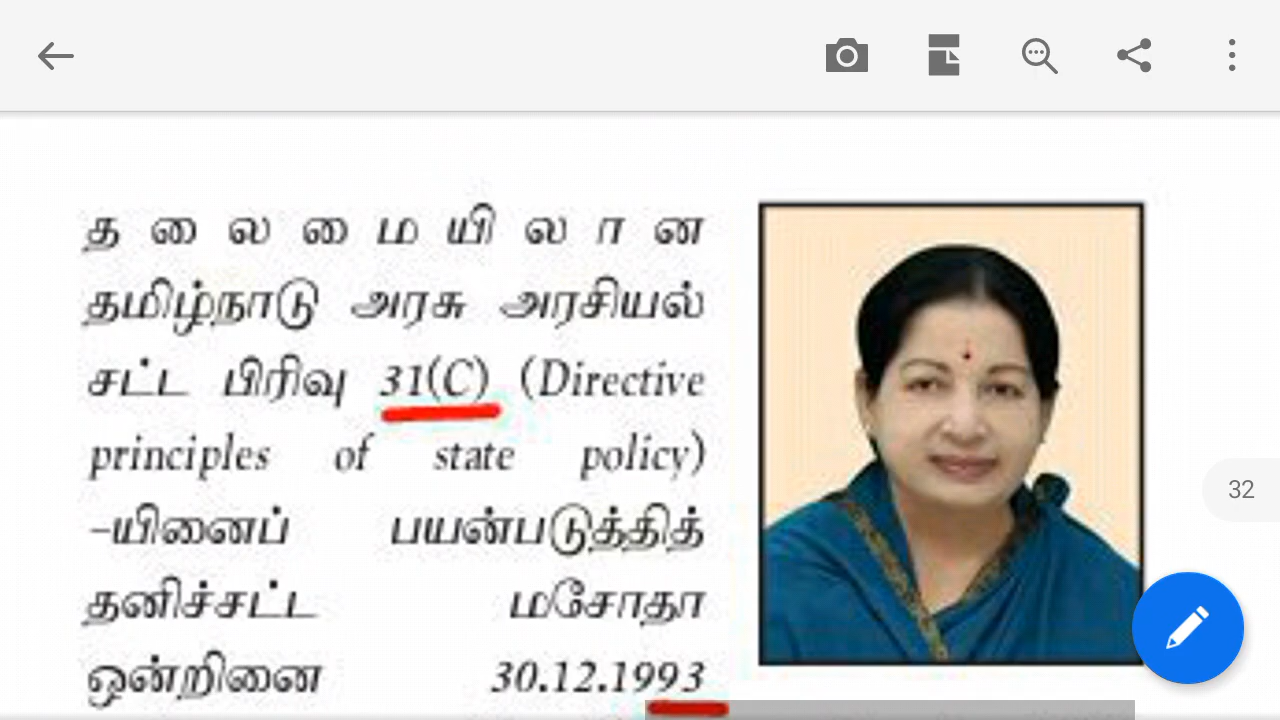 தலைமையிலான
தமிழ்நாடு அரசு அரசியல்
சட்ட பிரிவு 31(C) (Directive
principles of state policy)
-யினைப் பயன்படுத்தித்
தனிச்சட்ட மசோதா
ஒன்றினை 30.12.1993
32